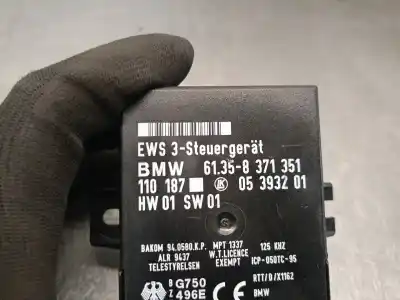 EWS 3-Steuergerät
BMW 61.35-8 371 351
110 187 LK 05 3932 01
HW 01 SW 01
BAKOM 94.0580.K.P. MPT 1337 125 KHZ
ALR 9437 W.T.LICENCE ICP-050TC-95
TELESTYRELSEN EXEMPT
RTT/D/X1162
B Z G750 496E BMW